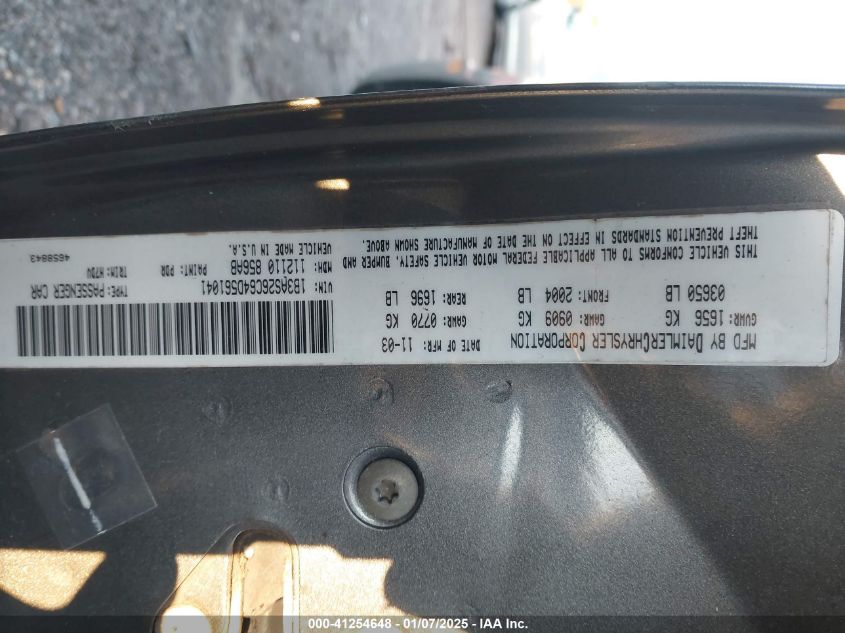 MFD BY DAIMLERCHRYSLER CORPORATION DATE OF MFR: 11-03
GVWR: 1656 KG GAWR: 0909 KG GAWR: 0770 KG
03650 LB FRONT: 2004 LB REAR: 1696 LB
THIS VEHICLE CONFORMS TO ALL APPLICABLE FEDERAL MOTOR VEHICLE SAFETY, BUMPER AND
THEFT PREVENTION STANDARDS IN EFFECT ON THE DATE OF MANUFACTURE SHOWN ABOVE.
VIN: 1B3AS26C64D561041 TYPE: PASSENGER CAR
MDH: 112110 856AB PAINT: PDR TRIM: H7DV
VEHICLE MADE IN U.S.A. 4658843
000-41254648 - 01/07/2025 - IAA Inc.